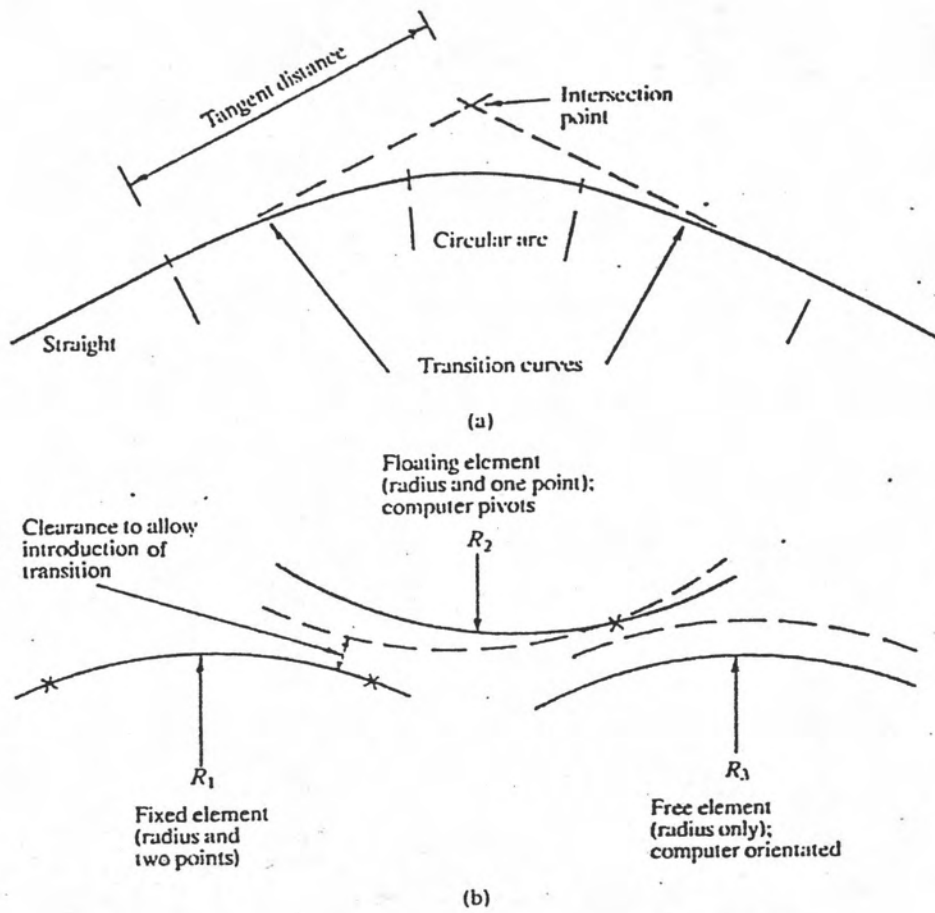 Tangent distance
Intersection
point
Circular arc
Straight
Transition curves
(a)
Floating element
(radius and one point);
computer pivots
Clearance to allow
introduction of
transition
R2
R1
R3
Fixed element
(radius and
two points)
Free element
(radius only);
computer orientated
(b)